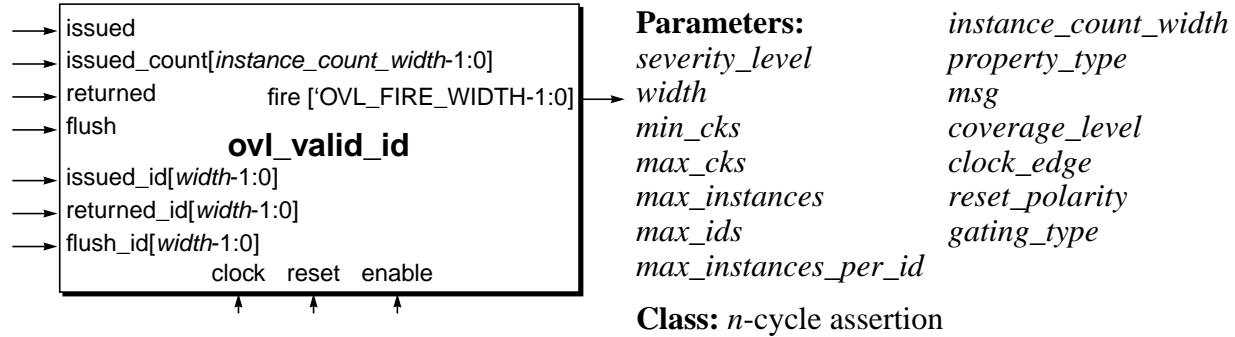 issued
issued_count[instance_count_width-1:0]
returned
fire [‘OVL_FIRE_WIDTH-1:0]
flush
ovl_valid_id
issued_id[width-1:0]
returned_id[width-1:0]
flush_id[width-1:0]
clock reset enable
Parameters:
severity_level
width
min_cks
max_cks
max_instances
max_ids
max_instances_per_id
instance_count_width
property_type
msg
coverage_level
clock_edge
reset_polarity
gating_type
Class: n-cycle assertion